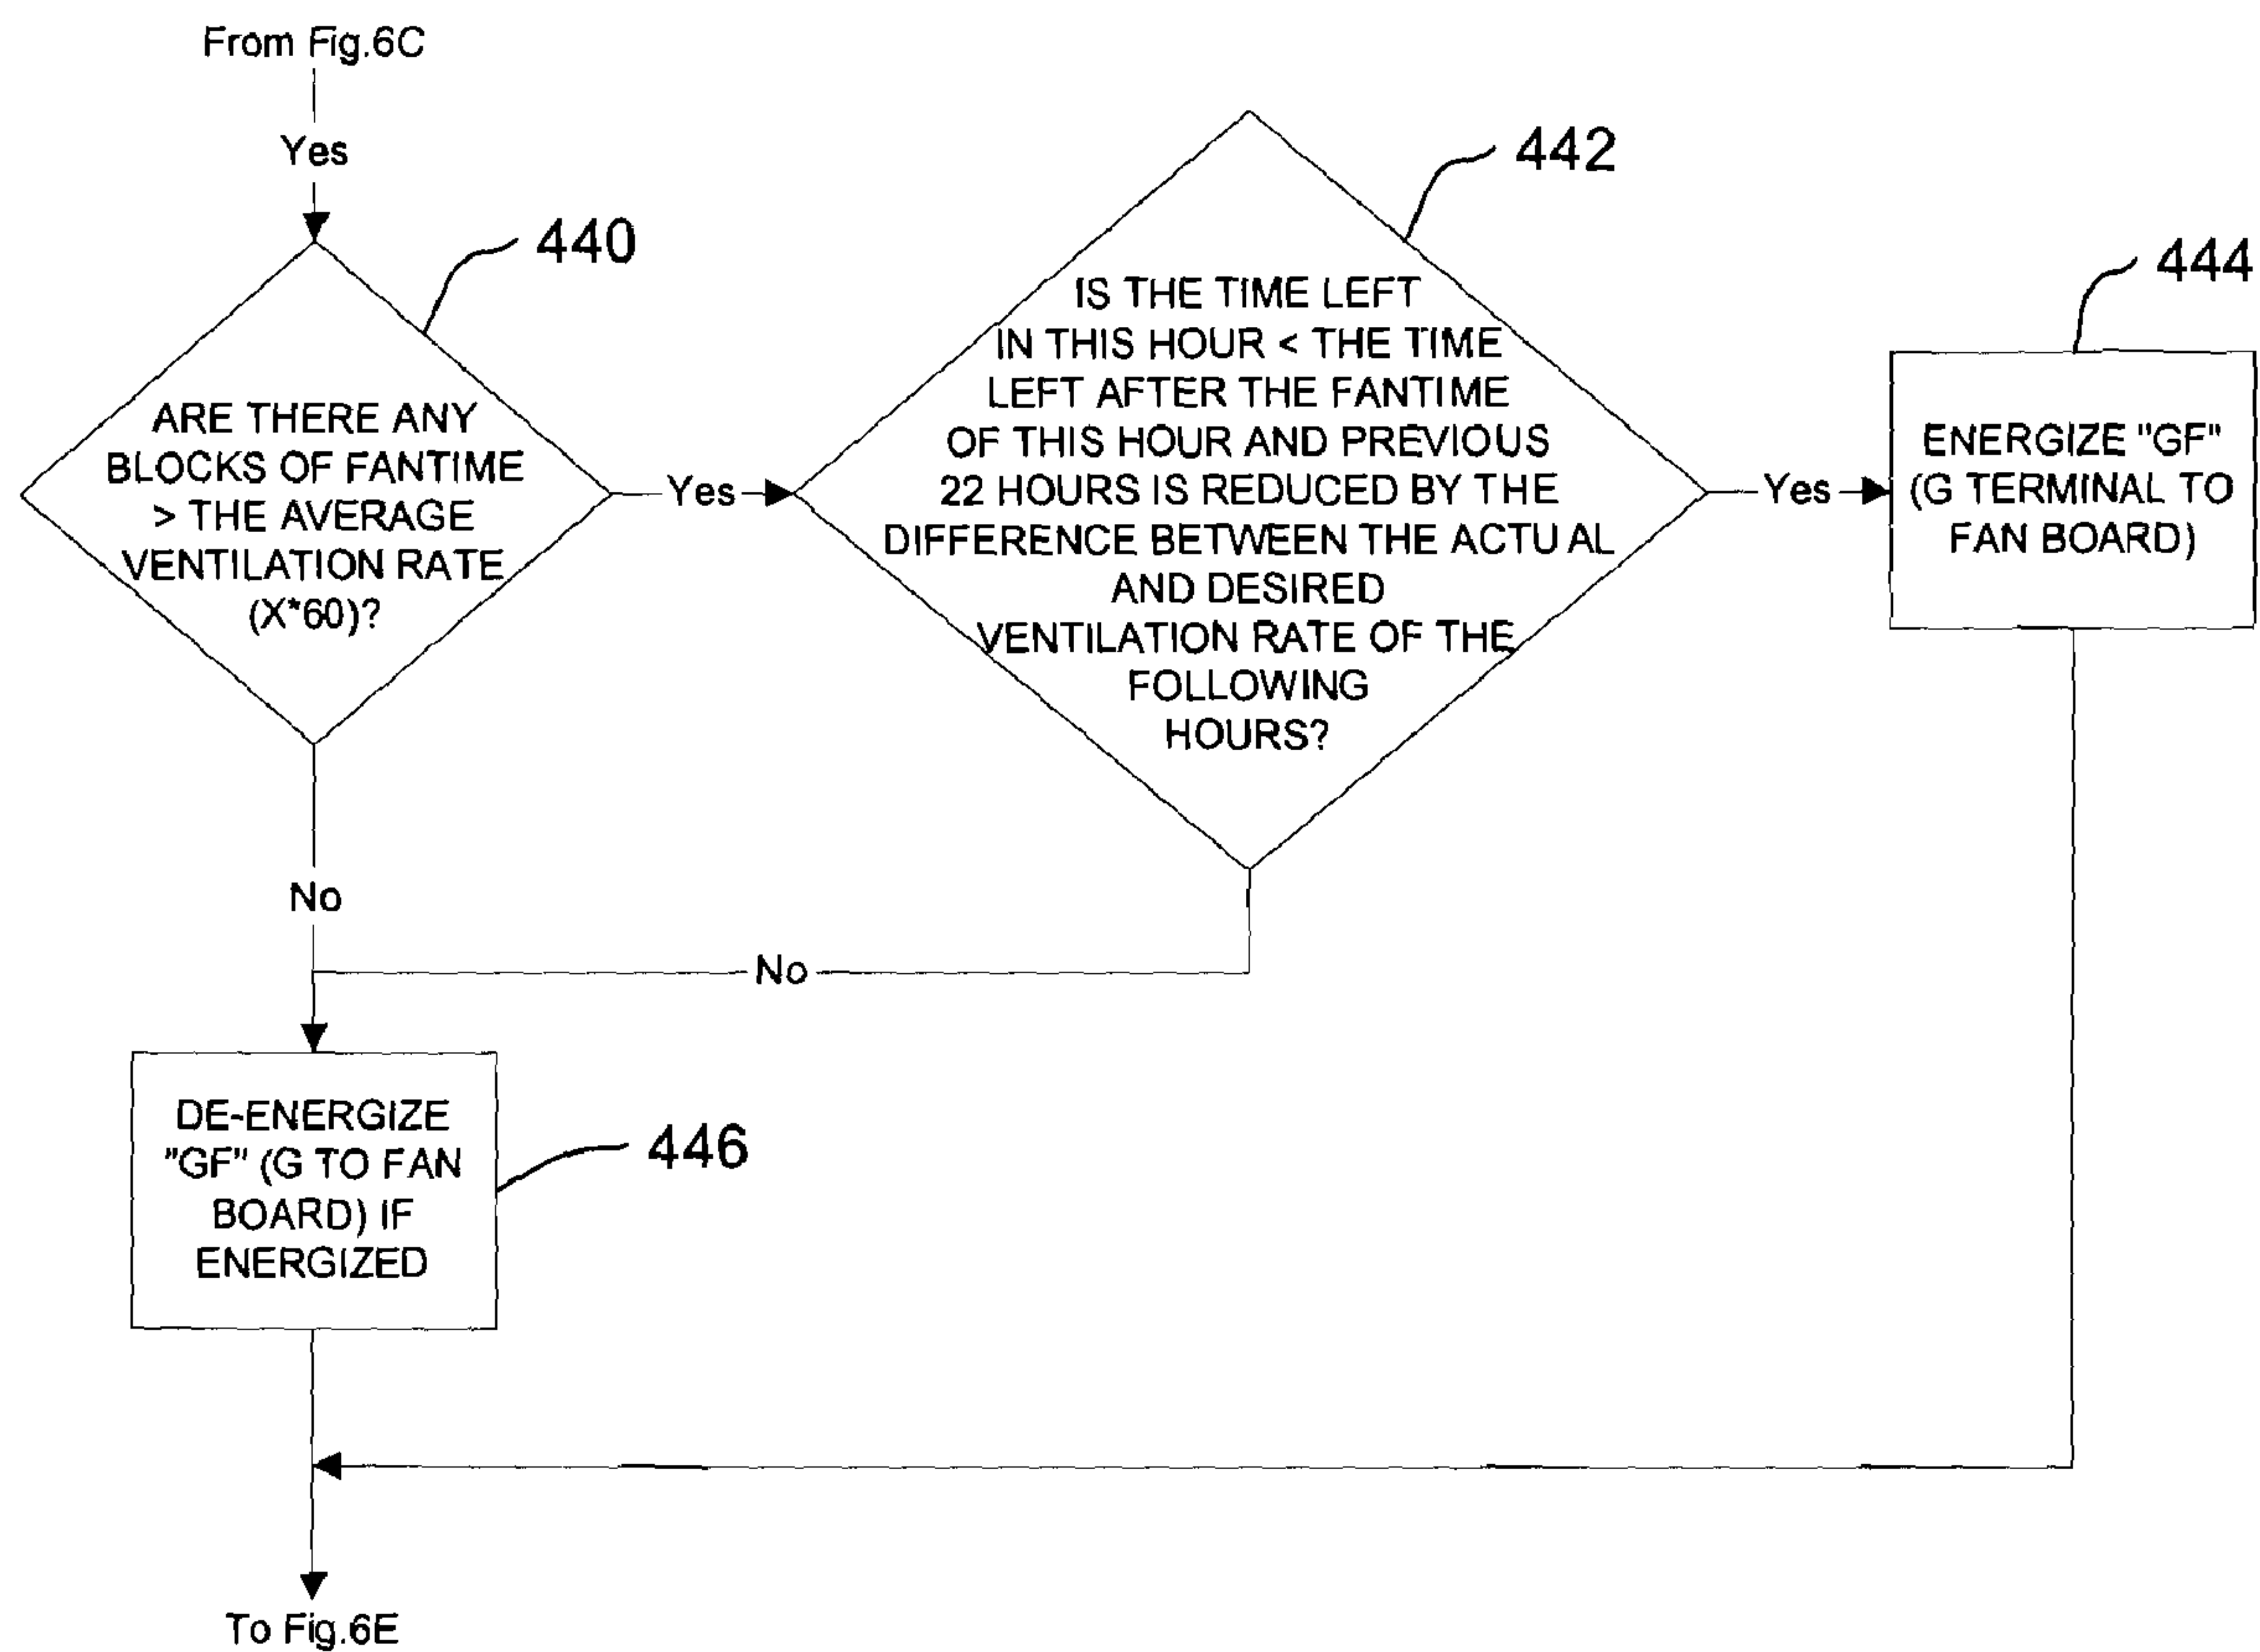 From Fig.6C
Yes
440
ARE THERE ANY
BLOCKS OF FANTIME
> THE AVERAGE
VENTILATION RATE
(X*60)?
Yes
442
IS THE TIME LEFT
IN THIS HOUR < THE TIME
LEFT AFTER THE FANTIME
OF THIS HOUR AND PREVIOUS
22 HOURS IS REDUCED BY THE
DIFFERENCE BETWEEN THE ACTUAL
AND DESIRED
VENTILATION RATE OF THE
FOLLOWING
HOURS?
Yes
444
ENERGIZE "GF"
(G TERMINAL TO
FAN BOARD)
No
No
DE-ENERGIZE
"GF" (G TO FAN
BOARD) IF
ENERGIZED
446
To Fig.6E